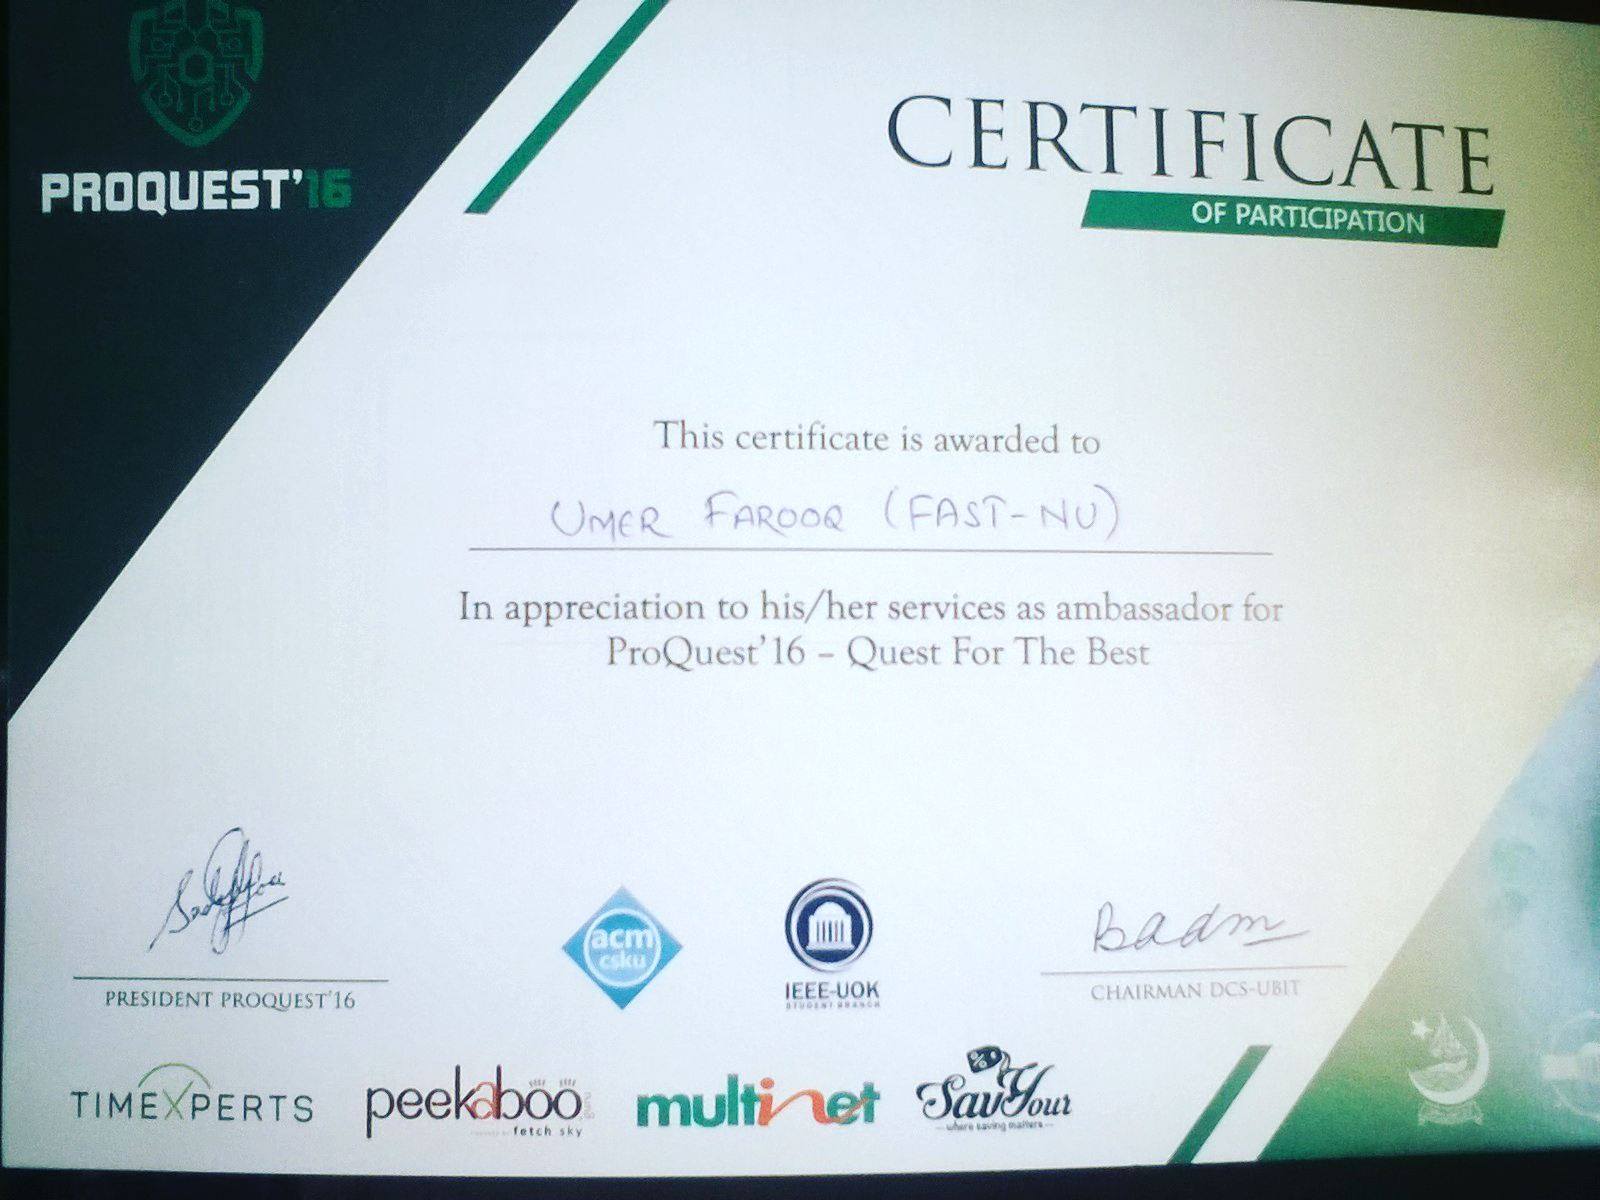 PROQUEST'16
CERTIFICATE
OF PARTICIPATION
This certificate is awarded to
UMER FAROOQ (FAST-NU)
In appreciation to his/her services as ambassador for
ProQuest'16 – Quest For The Best
PRESIDENT PROQUEST'16
acm
csku
IEEE-UOK
STUDENT BRANCH
Badm
CHAIRMAN DCS-UBIT
TIMEXPERTS
peekaboo
fetch sky
multinet
SavYour
where saving matters